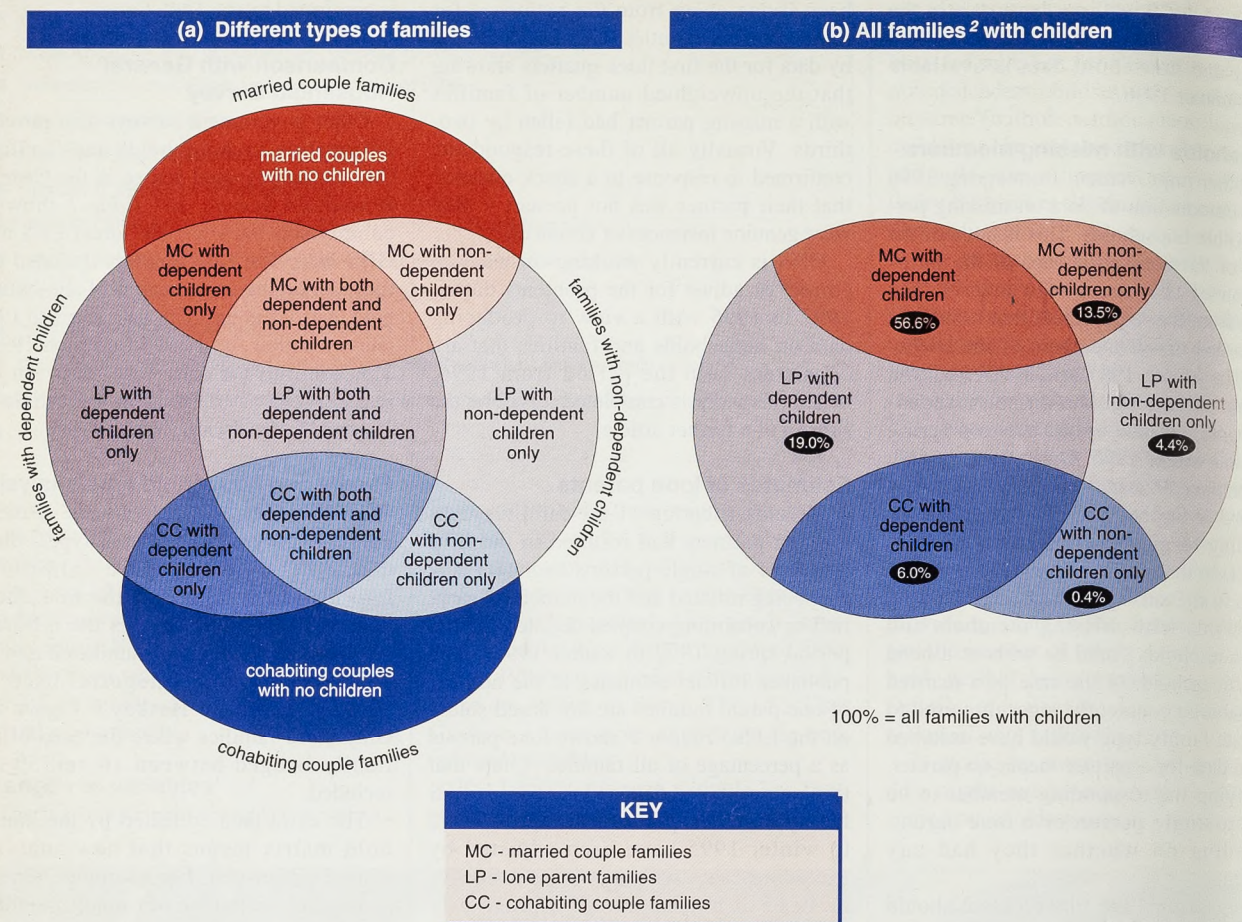 (a) Different types of families
married couple families
married couples
with no children
MC with
dependent
children
only
MC with both
dependent and
non-dependent
children
MC with non-
dependent
children
only
families with dependent children
families with non-dependent children
LP with
dependent
children
only
LP with both
dependent and
non-dependent children
LP with
non-dependent
children
only
CC with
dependent
children
only
CC with both
dependent and
non-dependent
children
CC
with non-
dependent
children only
cohabiting couples
with no children
cohabiting couple families
(b) All families² with children
MC with
dependent
children
56.6%
MC with non-
dependent
children only
13.5%
LP with
dependent
children
19.0%
LP with
non-dependent
children only
4.4%
CC with
dependent
children
6.0%
CC
with non-
dependent
children only
0.4%
100% = all families with children
KEY
MC - married couple families
LP - lone parent families
CC - cohabiting couple families